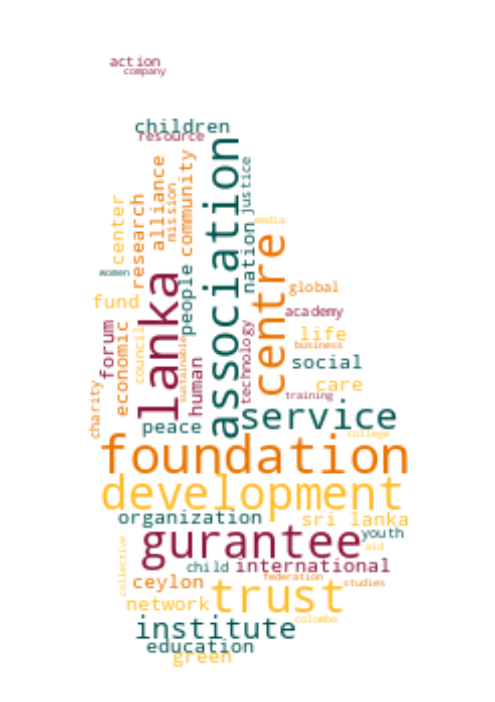 action
company
children
resource
association
justice
community
alliance
mission
research
center
media
nation
centre
women
people
lanka
global
fund
academy
forum
economic
council
sustainable
technology
life
business
human
social
charity
care
training
service
peace
college
foundation
development
organization
sri lanka
gurantee
youth
aid
collective
child
international
federation
ceylon
studies
trust
network
colombo
institute
education
green